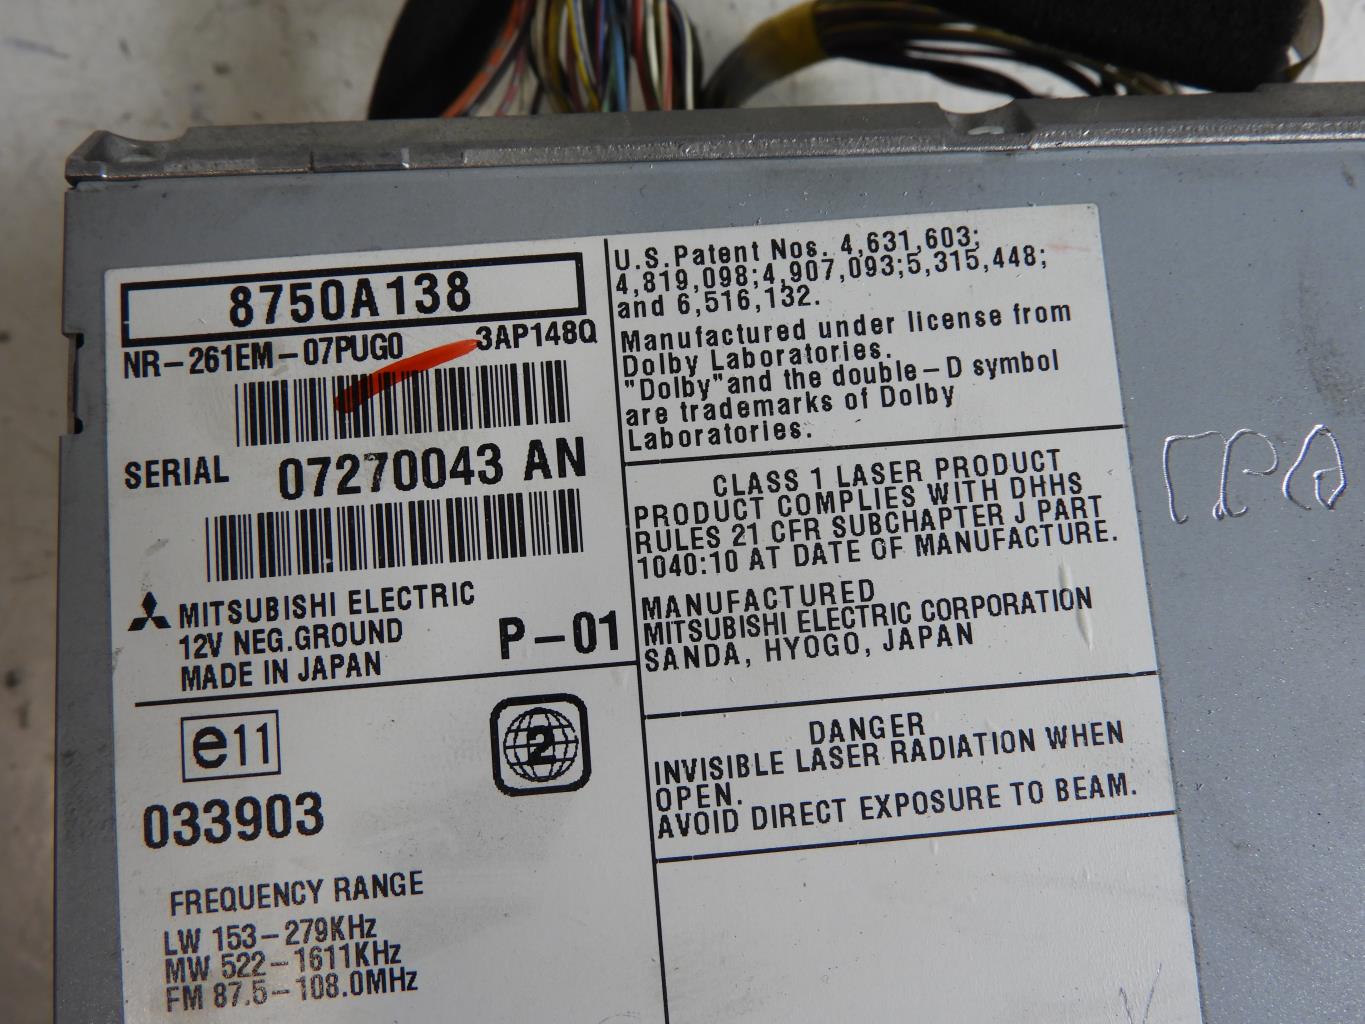 8750A138
NR-261EM-07PUG0 3AP148Q
SERIAL 07270043 AN
MITSUBISHI ELECTRIC
12V NEG.GROUND
MADE IN JAPAN
P-01
e11
2
033903
FREQUENCY RANGE
LW 153-279KHz
MW 522-1611KHz
FM 87.5-108.0MHz
U.S.Patent Nos. 4,631,603;
4,819,098;4,907,093;5,315,448;
and 6,516,132.
Manufactured under license from
Dolby Laboratories.
"Dolby"and the double-D symbol
are trademarks of Dolby
Laboratories.
CLASS 1 LASER PRODUCT
PRODUCT COMPLIES WITH DHHS
RULES 21 CFR SUBCHAPTER J PART
1040:10 AT DATE OF MANUFACTURE.
MANUFACTURED
MITSUBISHI ELECTRIC CORPORATION
SANDA, HYOGO, JAPAN
DANGER
INVISIBLE LASER RADIATION WHEN
OPEN.
AVOID DIRECT EXPOSURE TO BEAM.